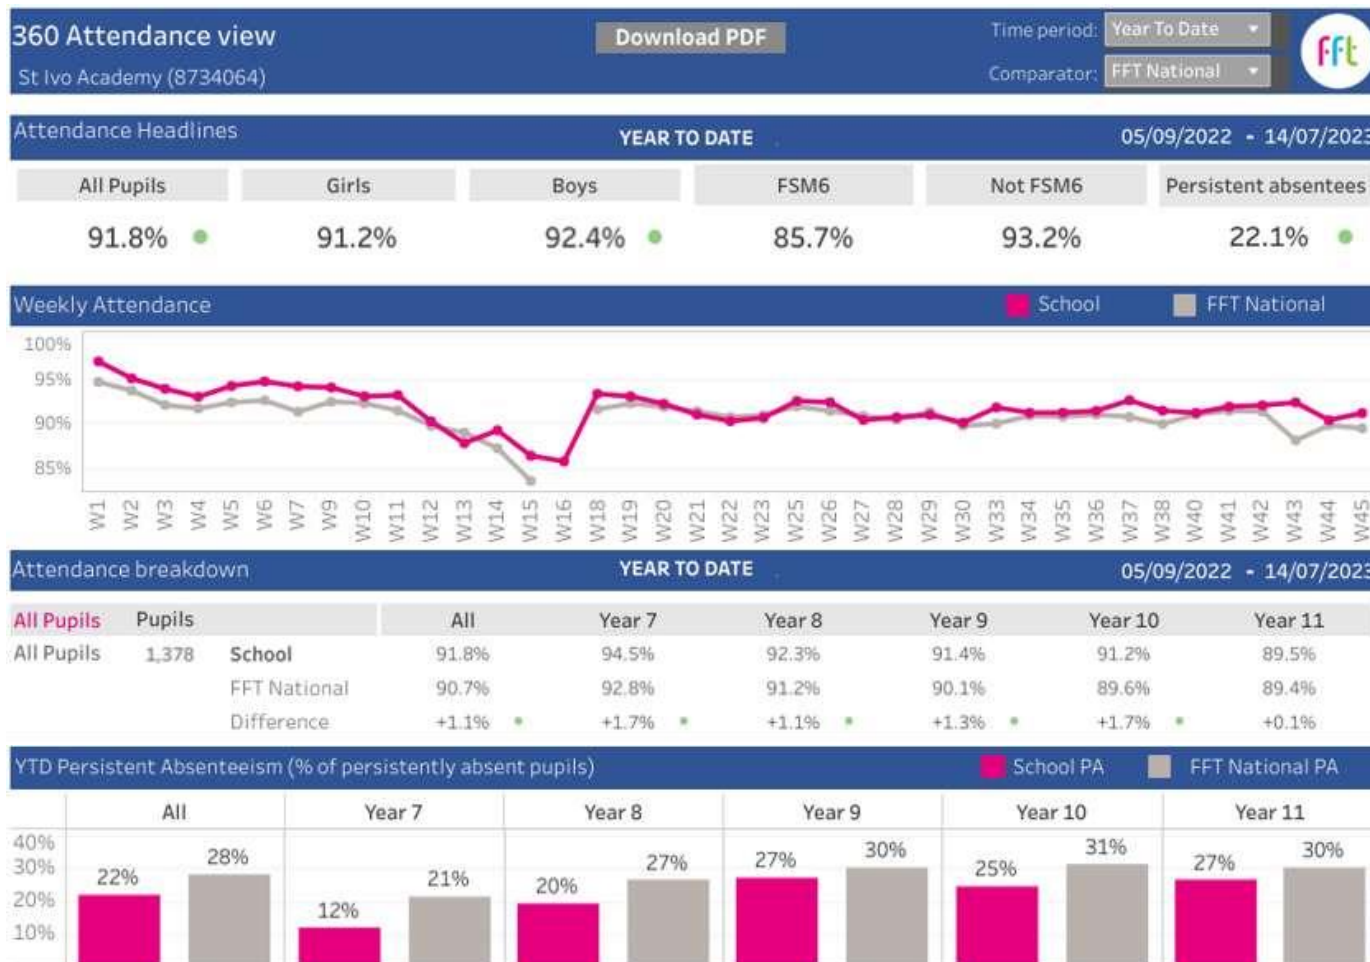 360 Attendance view
Download PDF
Time period: Year To Date
fft
St Ivo Academy (8734064)
Comparator: FFT National
Attendance Headlines
YEAR TO DATE
05/09/2022 - 14/07/2023
All Pupils Girls Boys FSM6 Not FSM6 Persistent absentees
91.8% 91.2% 92.4% 85.7% 93.2% 22.1%
Weekly Attendance
School FFT National
100%
95%
90%
85%
W1 W2 W3 W4 W5 W6 W7 W9 W10 W11 W12 W13 W14 W15 W16 W18 W19 W20 W21 W22 W23 W25 W26 W27 W28 W29 W30 W33 W34 W35 W36 W37 W38 W40 W41 W42 W43 W44 W45
Attendance breakdown
YEAR TO DATE
05/09/2022 - 14/07/2023
All Pupils Pupils All Year 7 Year 8 Year 9 Year 10 Year 11
All Pupils 1,378 School 91.8% 94.5% 92.3% 91.4% 91.2% 89.5%
FFT National 90.7% 92.8% 91.2% 90.1% 89.6% 89.4%
Difference +1.1% +1.7% +1.1% +1.3% +1.7% +0.1%
YTD Persistent Absenteeism (% of persistently absent pupils)
School PA FFT National PA
All Year 7 Year 8 Year 9 Year 10 Year 11
40%
30%
20%
10%
22% 28% 12% 21% 20% 27% 27% 30% 25% 31% 27% 30%